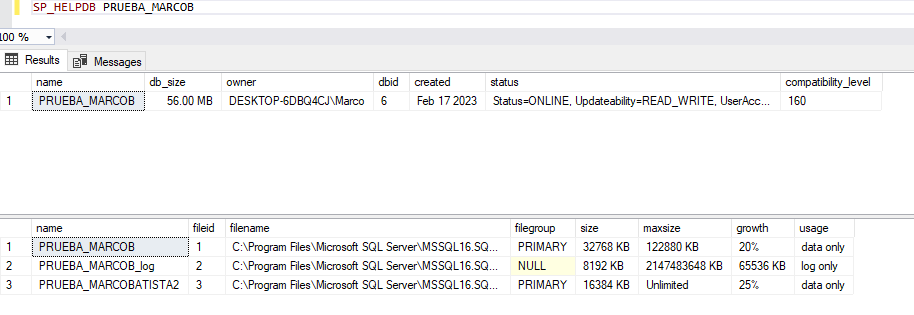 SP_HELPDB PRUEBA_MARCOB
100 %
Results Messages
name db_size owner dbid created status compatibility_level
1 PRUEBA_MARCOB 56.00 MB DESKTOP-6DBQ4CJ\Marco 6 Feb 17 2023 Status=ONLINE, Updateability=READ_WRITE, UserAcc... 160
name fileid filename filegroup size maxsize growth usage
1 PRUEBA_MARCOB 1 C:\Program Files\Microsoft SQL Server\MSSQL16.SQ... PRIMARY 32768 KB 122880 KB 20% data only
2 PRUEBA_MARCOB_log 2 C:\Program Files\Microsoft SQL Server\MSSQL16.SQ... NULL 8192 KB 2147483648 KB 65536 KB log only
3 PRUEBA_MARCOBATISTA2 3 C:\Program Files\Microsoft SQL Server\MSSQL16.SQ... PRIMARY 16384 KB Unlimited 25% data only